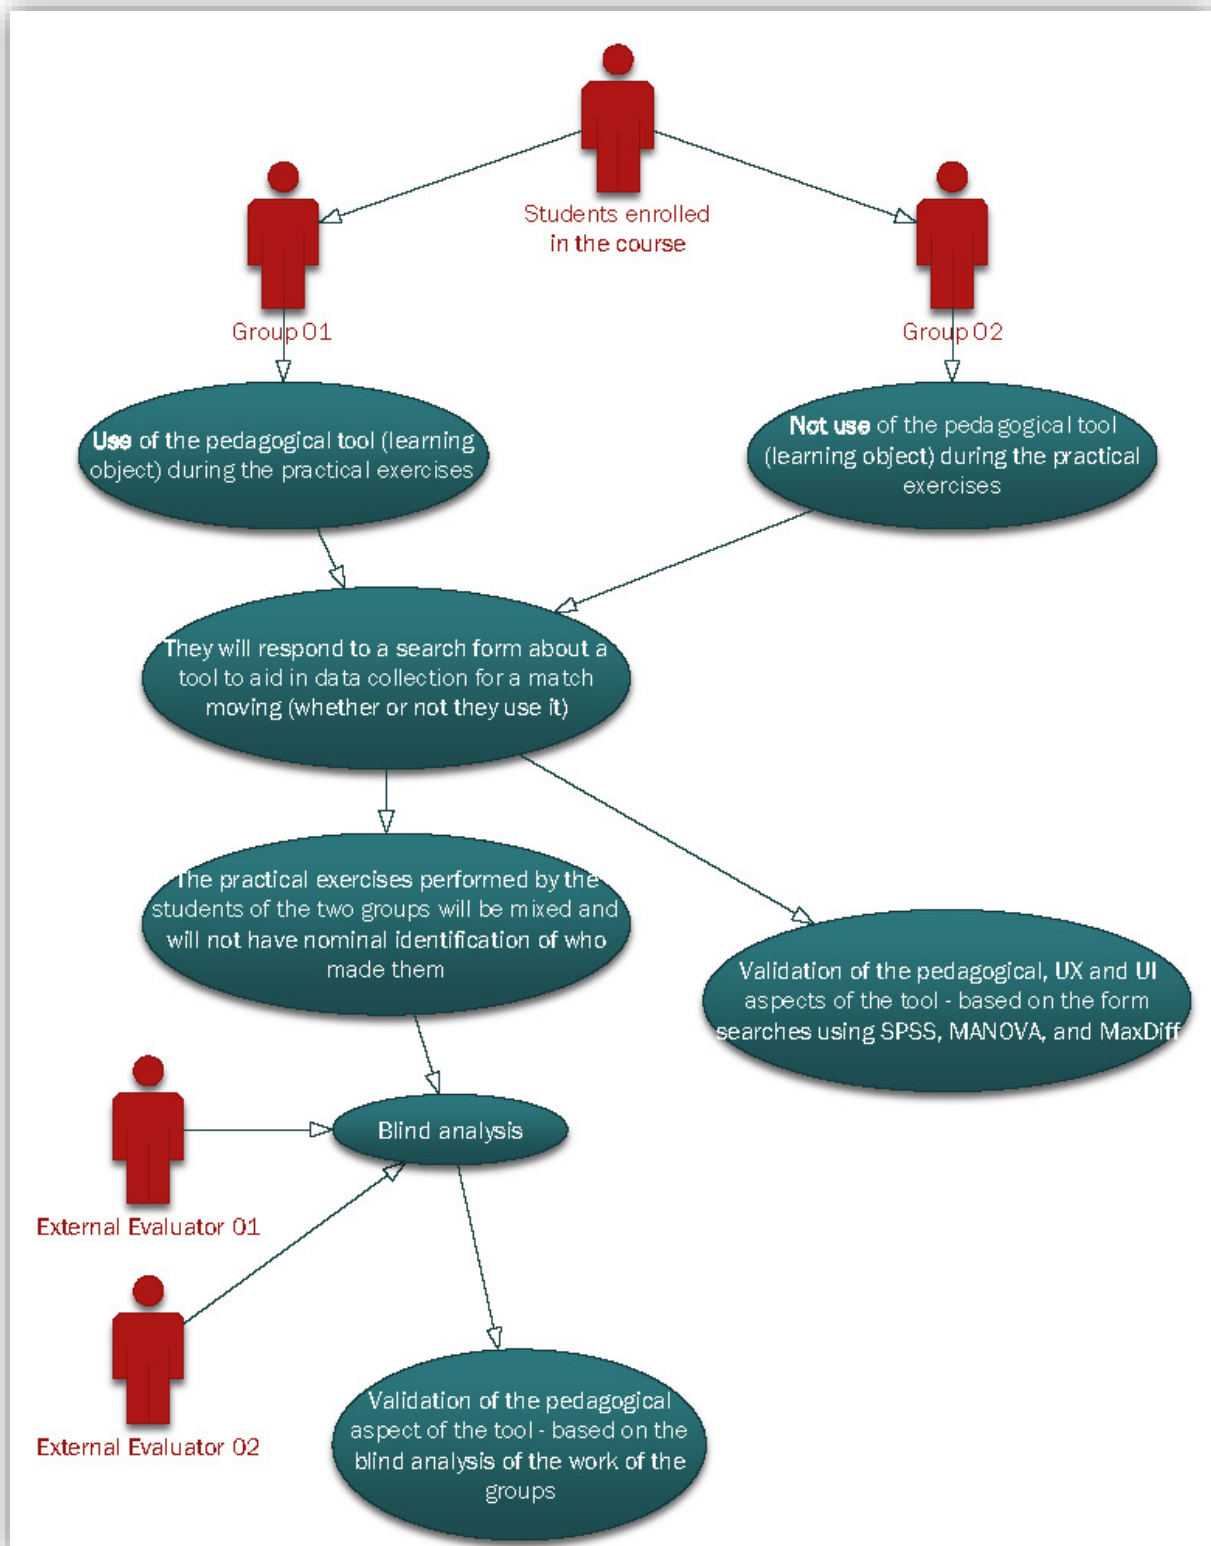 Students enrolled
in the course
Group 01
Group 02
Use of the pedagogical tool (learning
object) during the practical exercises
Not use of the pedagogical tool
(learning object) during the practical
exercises
They will respond to a search form about a
tool to aid in data collection for a match
moving (whether or not they use it)
The practical exercises performed by the
students of the two groups will be mixed and
will not have nominal identification of who
made them
Validation of the pedagogical, UX and UI
aspects of the tool - based on the form
searches using SPSS, MANOVA, and MaxDiff
Blind analysis
External Evaluator 01
External Evaluator 02
Validation of the pedagogical
aspect of the tool - based on the
blind analysis of the work of the
groups